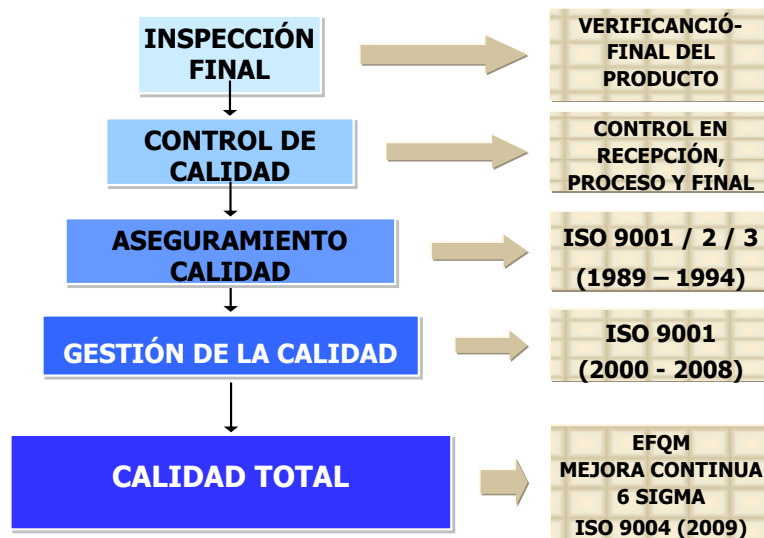 INSPECCIÓN
FINAL
VERIFICANCIÓ-
FINAL DEL
PRODUCTO
CONTROL DE
CALIDAD
CONTROL EN
RECEPCIÓN,
PROCESO Y FINAL
ASEGURAMIENTO
CALIDAD
ISO 9001 / 2 / 3
(1989 – 1994)
GESTIÓN DE LA CALIDAD
ISO 9001
(2000 - 2008)
CALIDAD TOTAL
EFQM
MEJORA CONTINUA
6 SIGMA
ISO 9004 (2009)